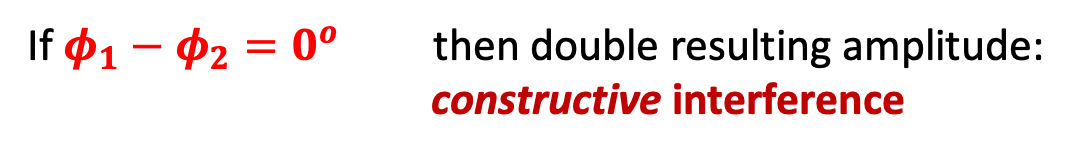 If ϕ₁ − ϕ₂ = 0ᵒ then double resulting amplitude:
constructive interference